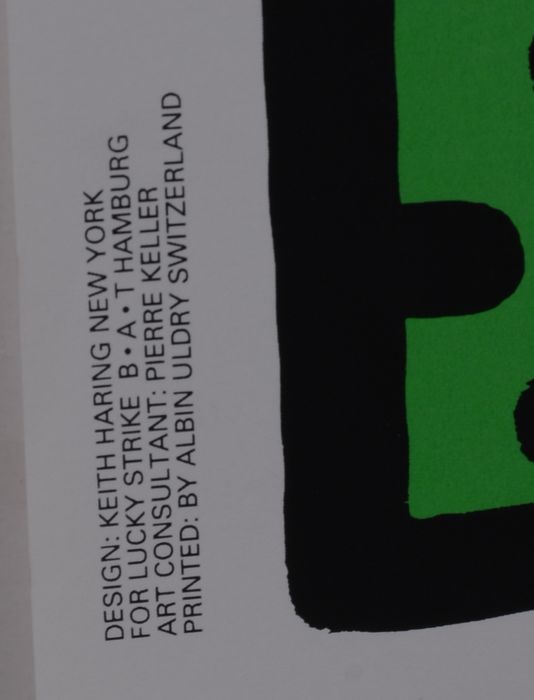 DESIGN: KEITH HARING NEW YORK
FOR LUCKY STRIKE B • A • T HAMBURG
ART CONSULTANT: PIERRE KELLER
PRINTED: BY ALBIN ULDRY SWITZERLAND